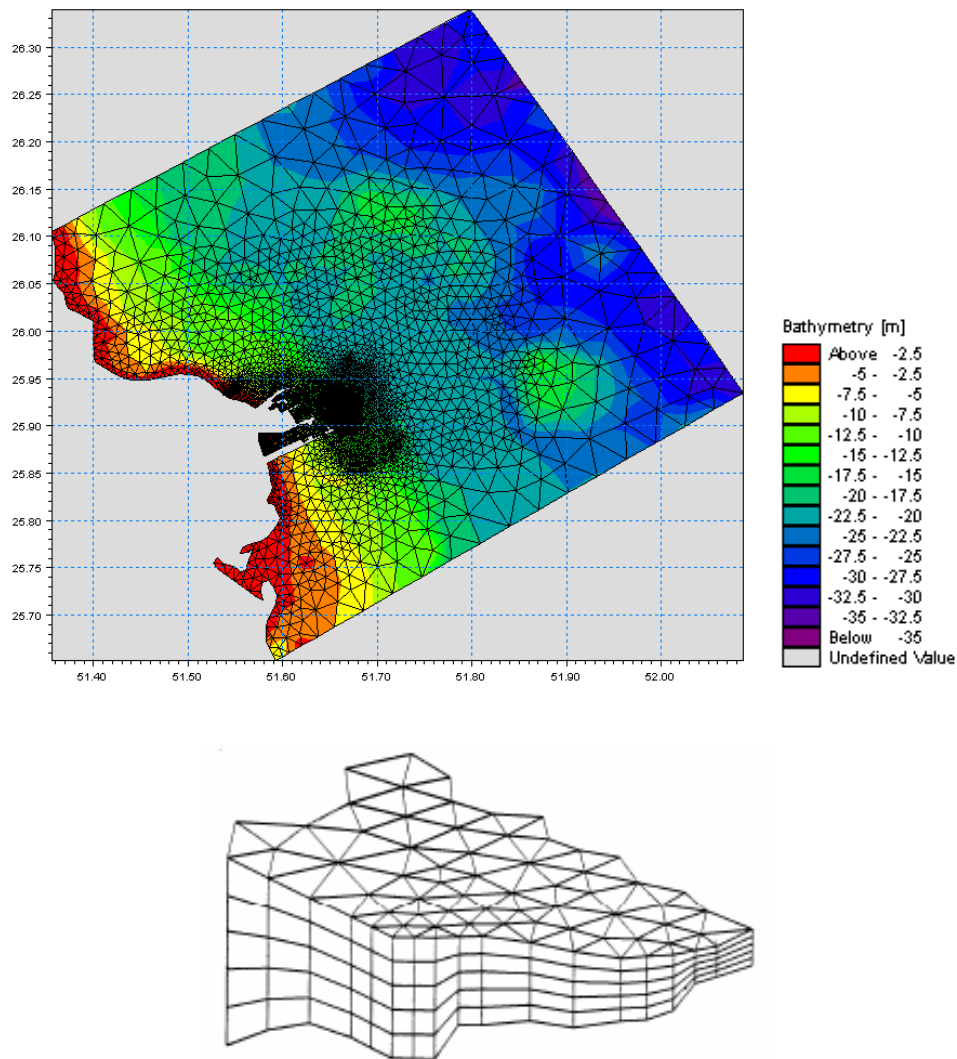 26.30
26.25
26.20
26.15
26.10
26.05
26.00
25.95
25.90
25.85
25.80
25.75
25.70
51.40 51.50 51.60 51.70 51.80 51.90 52.00
Bathymetry [m]
Above -2.5
-5 - -2.5
-7.5 - -5
-10 - -7.5
-12.5 - -10
-15 - -12.5
-17.5 - -15
-20 - -17.5
-22.5 - -20
-25 - -22.5
-27.5 - -25
-30 - -27.5
-32.5 - -30
-35 - -32.5
Below -35
Undefined Value